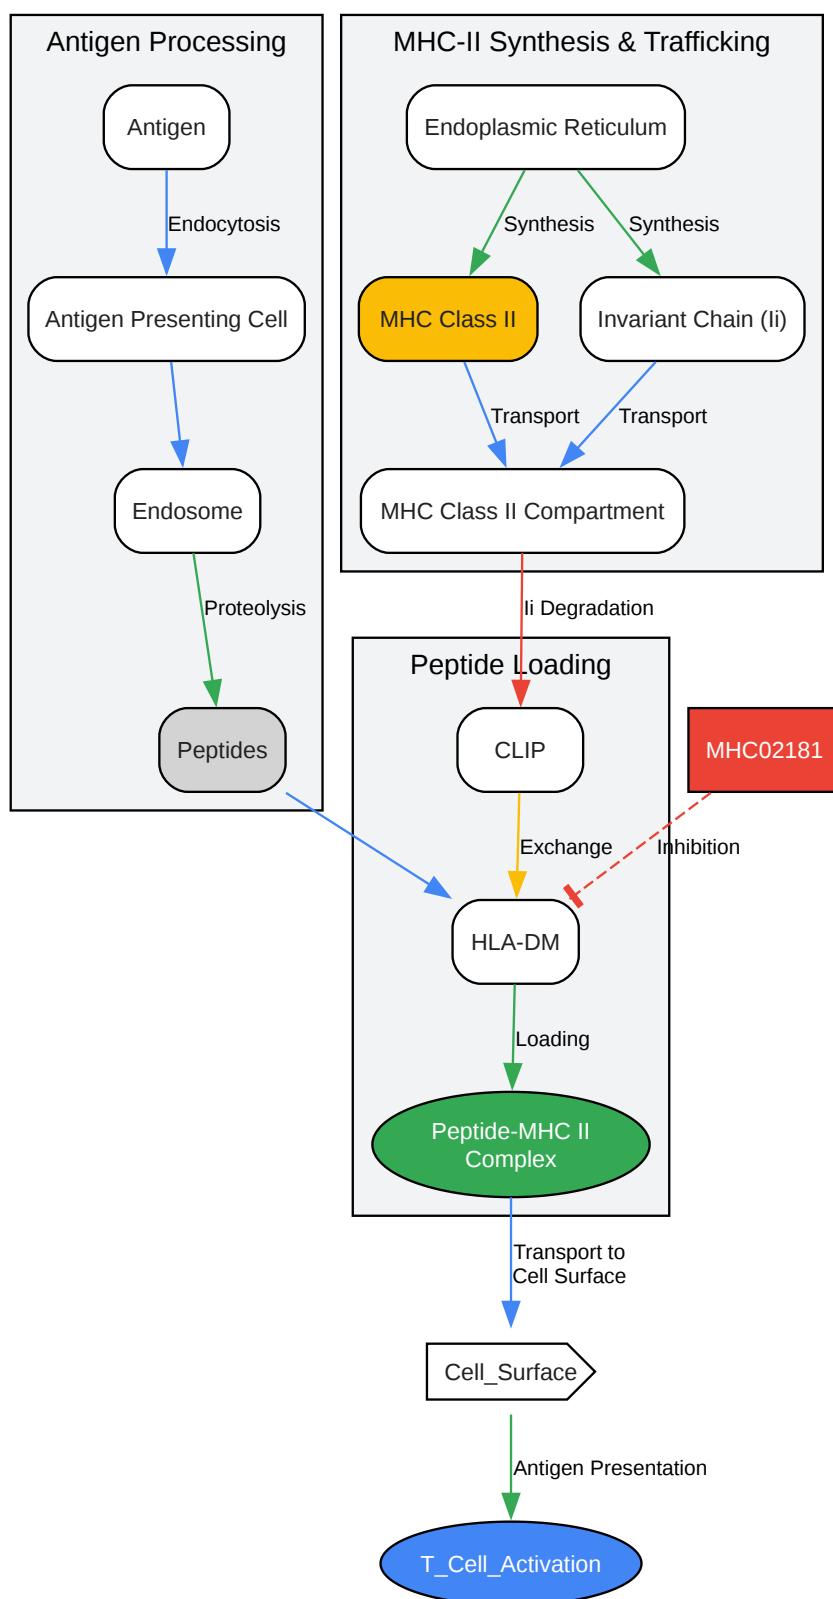 Antigen Processing
Antigen
Endocytosis
Antigen Presenting Cell
Endosome
Proteolysis
Peptides
MHC-II Synthesis & Trafficking
Endoplasmic Reticulum
Synthesis
Synthesis
MHC Class II
Invariant Chain (Ii)
Transport
Transport
MHC Class II Compartment
Ii Degradation
Peptide Loading
CLIP
MHC02181
Exchange
Inhibition
HLA-DM
Loading
Peptide-MHC II
Complex
Transport to
Cell Surface
Cell_Surface
Antigen Presentation
T_Cell_Activation